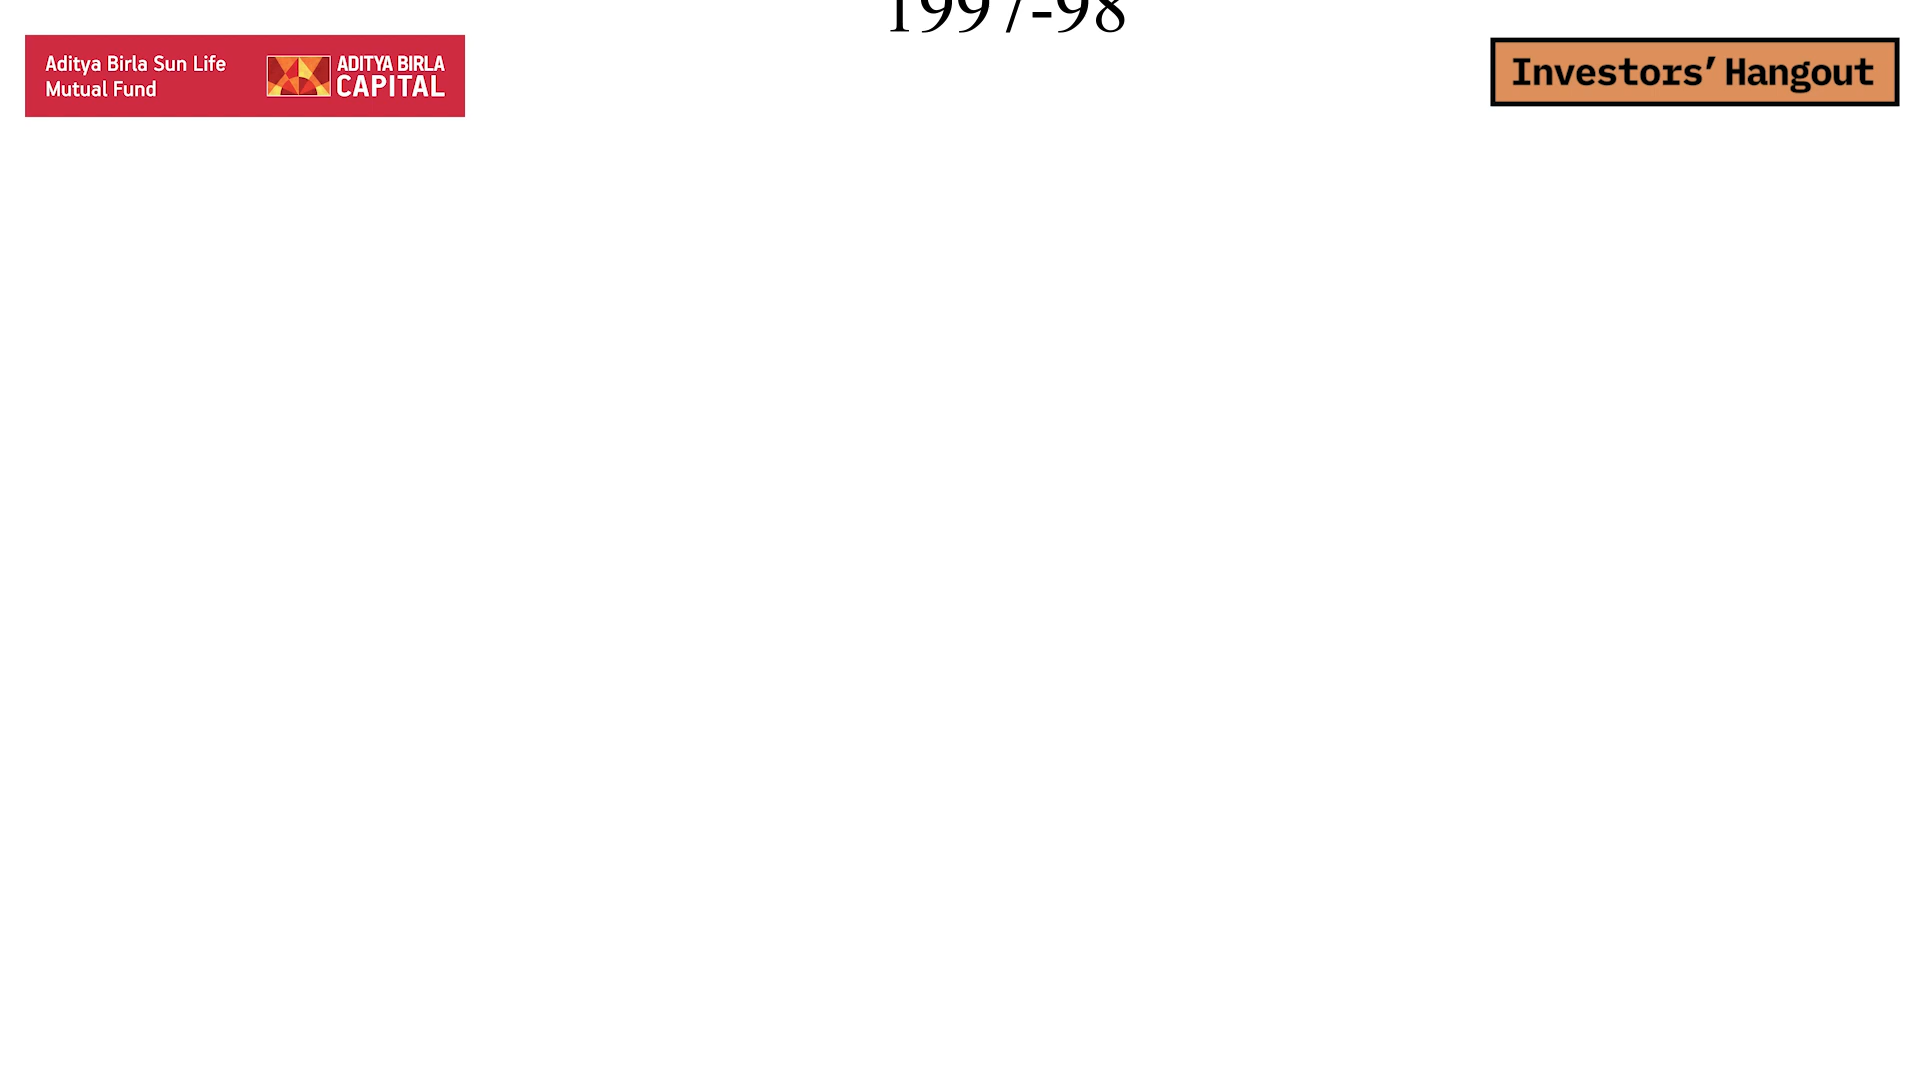 1997-98
Aditya Birla Sun Life
Mutual Fund
ADITYA BIRLA
CAPITAL
Investors’ Hangout